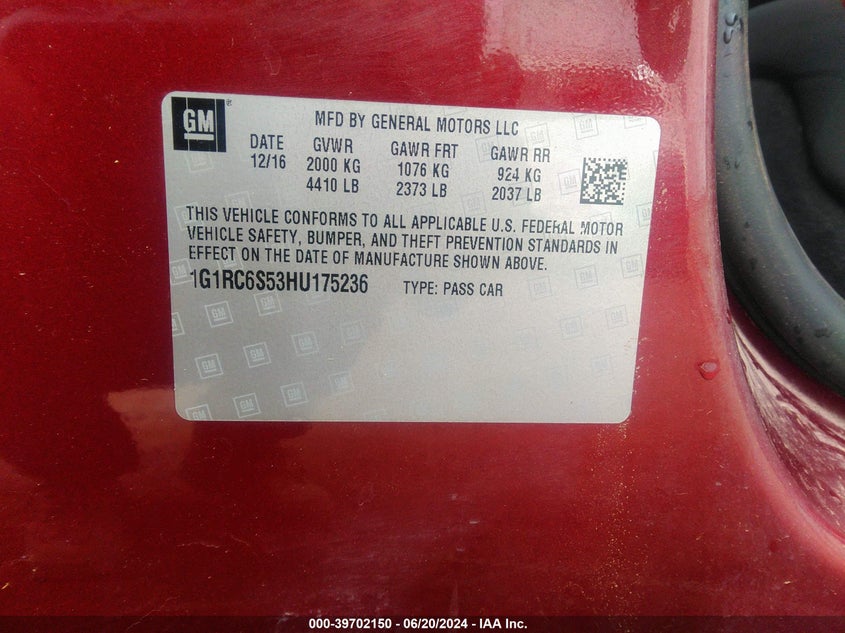 GM ®
MFD BY GENERAL MOTORS LLC
DATE GVWR GAWR FRT GAWR RR
12/16 2000 KG 1076 KG 924 KG
4410 LB 2373 LB 2037 LB
THIS VEHICLE CONFORMS TO ALL APPLICABLE U.S. FEDERAL MOTOR
VEHICLE SAFETY, BUMPER, AND THEFT PREVENTION STANDARDS IN
EFFECT ON THE DATE OF MANUFACTURE SHOWN ABOVE.
1G1RC6S53HU175236 TYPE: PASS CAR
000-39702150 - 06/20/2024 - IAA Inc.